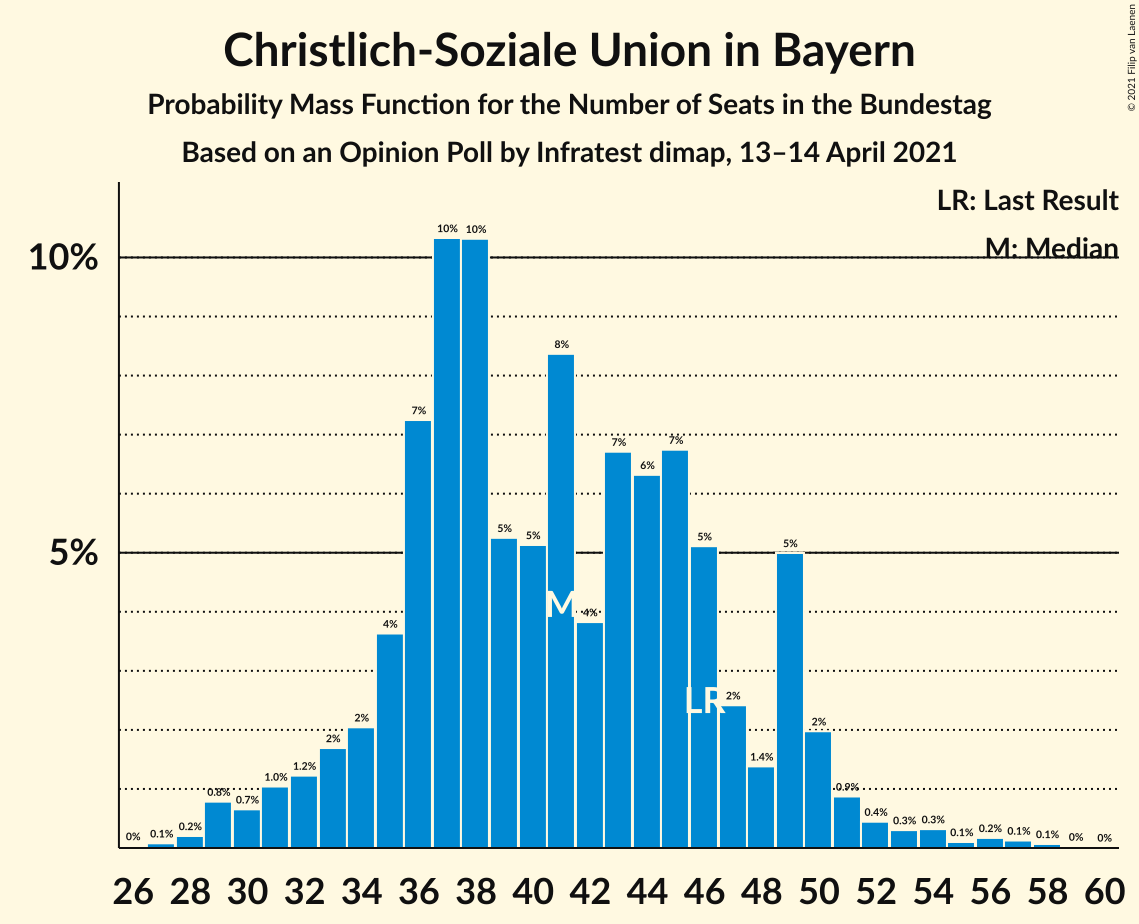 Christlich-Soziale Union in Bayern
Probability Mass Function for the Number of Seats in the Bundestag
Based on an Opinion Poll by Infratest dimap, 13–14 April 2021
© 2021 Filip van Laenen
LR: Last Result
M: Median
10%
5%
0% 0.1% 0.2% 0.8% 0.7% 1.0% 1.2% 2% 2% 4% 7% 10% 10% 5% 5% 8% 4% 7% 6% 7% 5% 2% 1.4% 5% 2% 0.9% 0.4% 0.3% 0.3% 0.1% 0.2% 0.1% 0.1% 0% 0%
M
LR
26 28 30 32 34 36 38 40 42 44 46 48 50 52 54 56 58 60